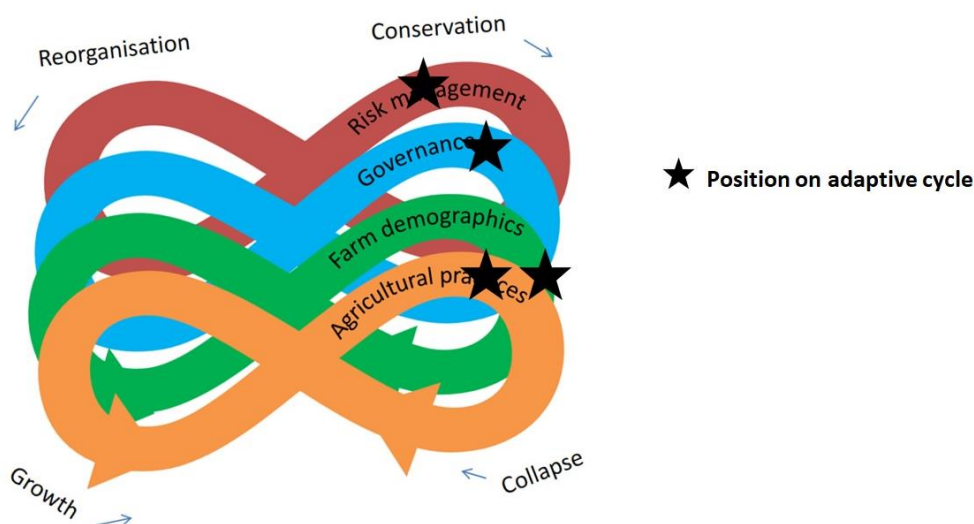 Conservation
Reorganisation
Risk management
Governance
Position on adaptive cycle
Farm demographics
Agricultural practices
Growth
Collapse